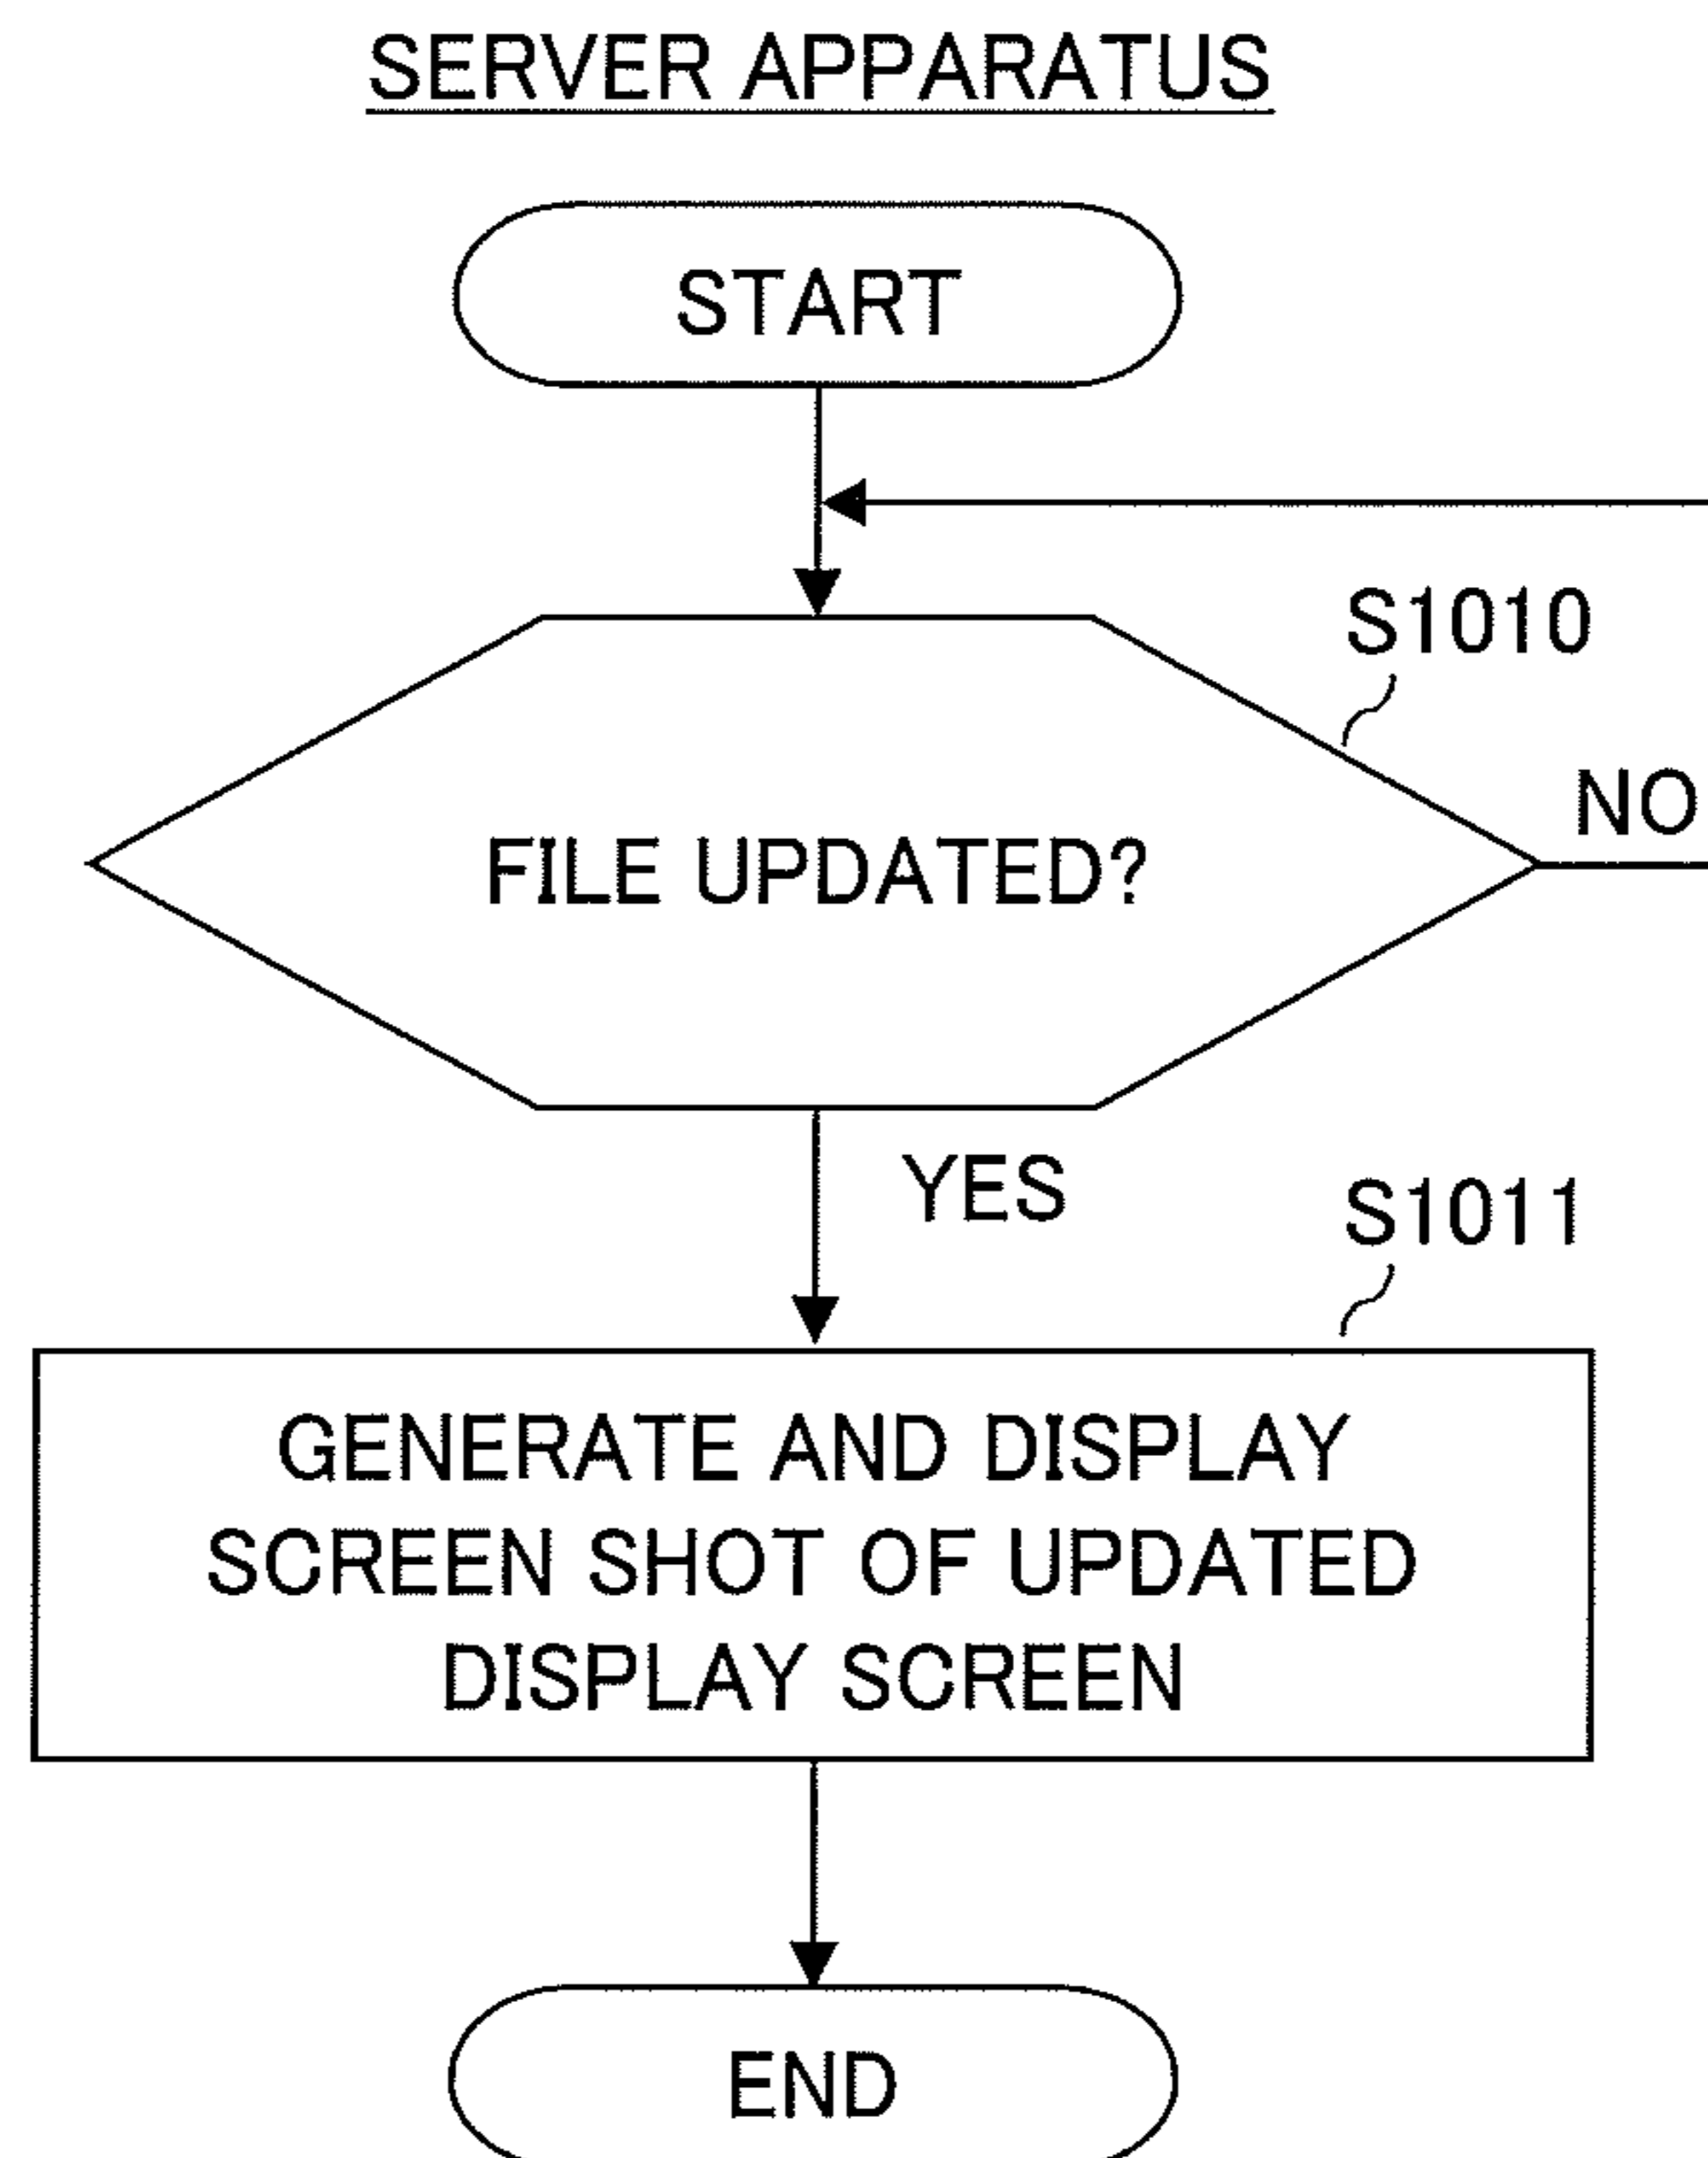 SERVER APPARATUS
START
S1010
NO
FILE UPDATED?
YES
S1011
GENERATE AND DISPLAY
SCREEN SHOT OF UPDATED
DISPLAY SCREEN
END